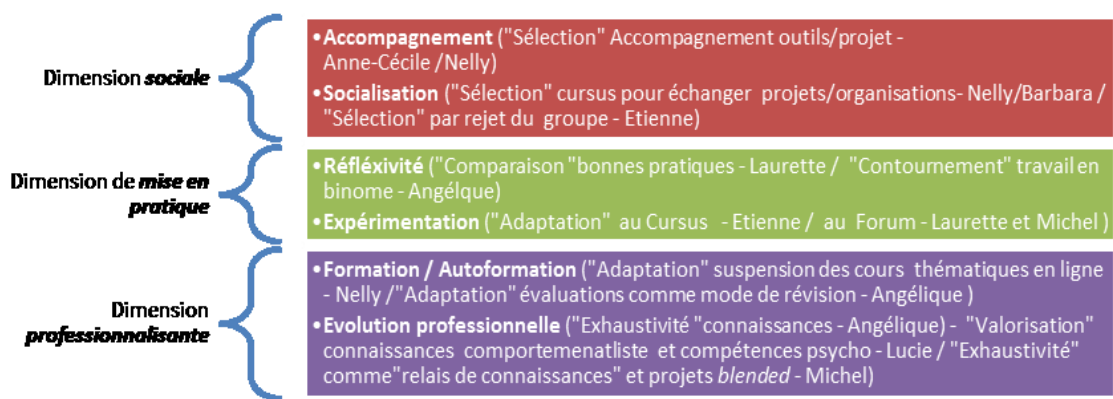 Dimension sociale
•Accompagnement ("Sélection" Accompagnement outils/projet -
Anne-Cécile /Nelly)
•Socialisation ("Sélection" cursus pour échanger projets/organisations- Nelly/Barbara /
"Sélection" par rejet du groupe - Etienne)
Dimension de mise en
pratique
•Réfléxivité ("Comparaison "bonnes pratiques - Laurette / "Contournement" travail en
binome - Angélque)
•Expérimentation ("Adaptation" au Cursus - Etienne / au Forum - Laurette et Michel )
Dimension
professionnalisante
•Formation / Autoformation ("Adaptation" suspension des cours thématiques en ligne
- Nelly /"Adaptation" évaluations comme mode de révision - Angélique )
•Evolution professionnelle ("Exhaustivité "connaissances - Angélique) - "Valorisation"
connaissances comportemenatliste et compétences psycho - Lucie / "Exhaustivité"
comme"relais de connaissances" et projets blended - Michel)